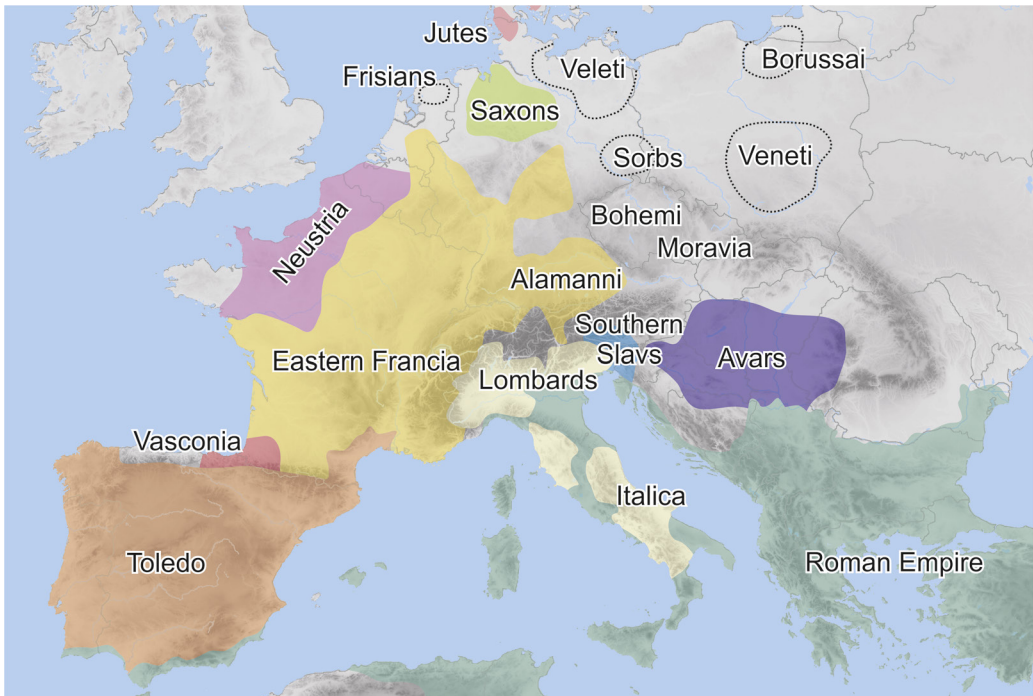 Jutes
Frisians
Veleti
Borussai
Saxons
Sorbs
Veneti
Neustria
Bohemi
Moravia
Alamanni
Southern
Slavs
Avars
Eastern Francia
Lombards
Vasconia
Italica
Toledo
Roman Empire